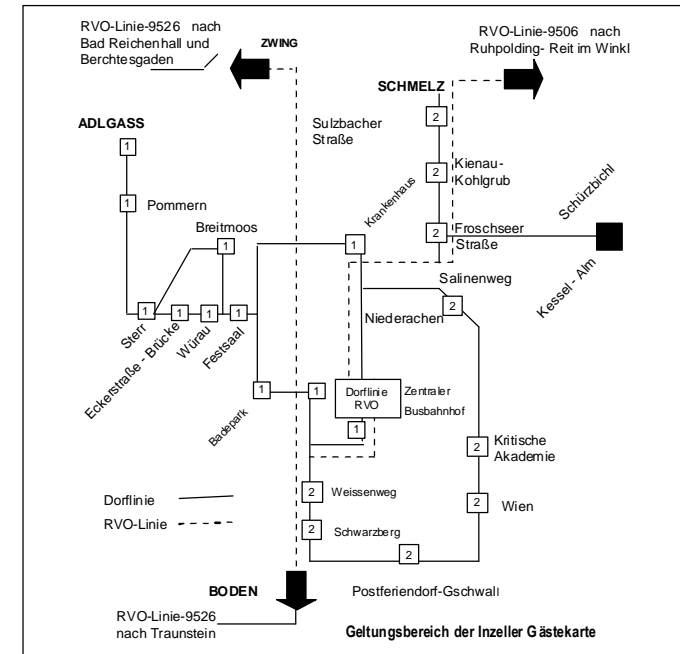 RVO-Linie-9526 nach
Bad Reichenhall und
Berchtesgaden
ZWING
RVO-Linie-9506 nach
Ruhpolding- Reit im Winkl
SCHMELZ
ADLGASS
Sulzbacher
Straße
2
1
Kienau-
Kohlgrub
2
Pommern
1
Breitmoos
1
Krankenhaus
1
Froschseer
Straße
2
Schürzbichl
Kessel - Alm
Salinenweg
2
Niederachen
1
Sterr
1
Eckerstraße - Brücke
1
Würau
1
Festsaal
1
Badepark
1
Dorflinie
RVO
Zentraler
Busbahnhof
1
Kritische
Akademie
2
Weissenweg
2
Wien
2
Schwarzberg
2
2
Dorflinie
RVO-Linie
BODEN
Postferiendorf-Gschwall
RVO-Linie-9526
nach Traunstein
Geltungsbereich der Inzeller Gästekarte